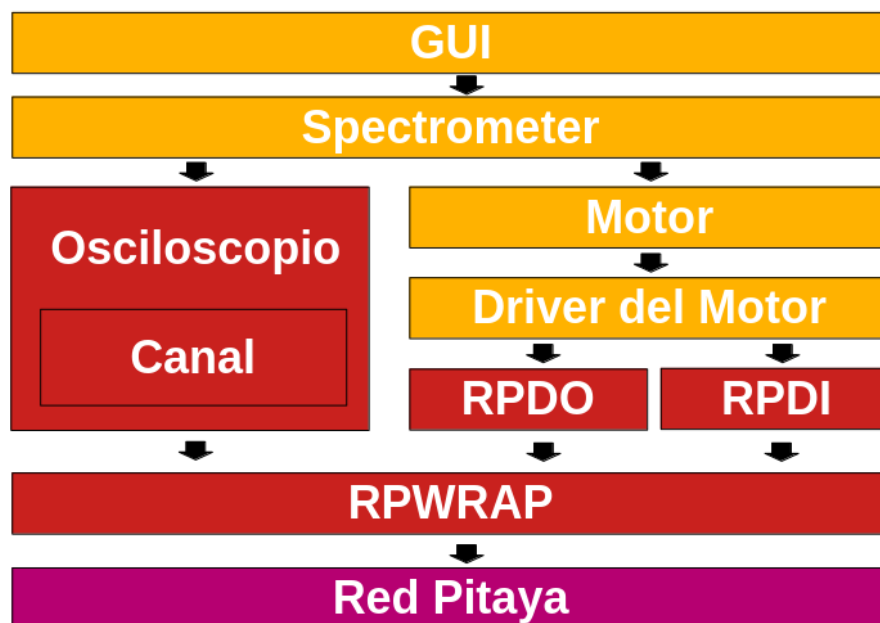 GUI
Spectrometer
Osciloscopio
Canal
Motor
Driver del Motor
RPDO
RPDI
RPWRAP
Red Pitaya